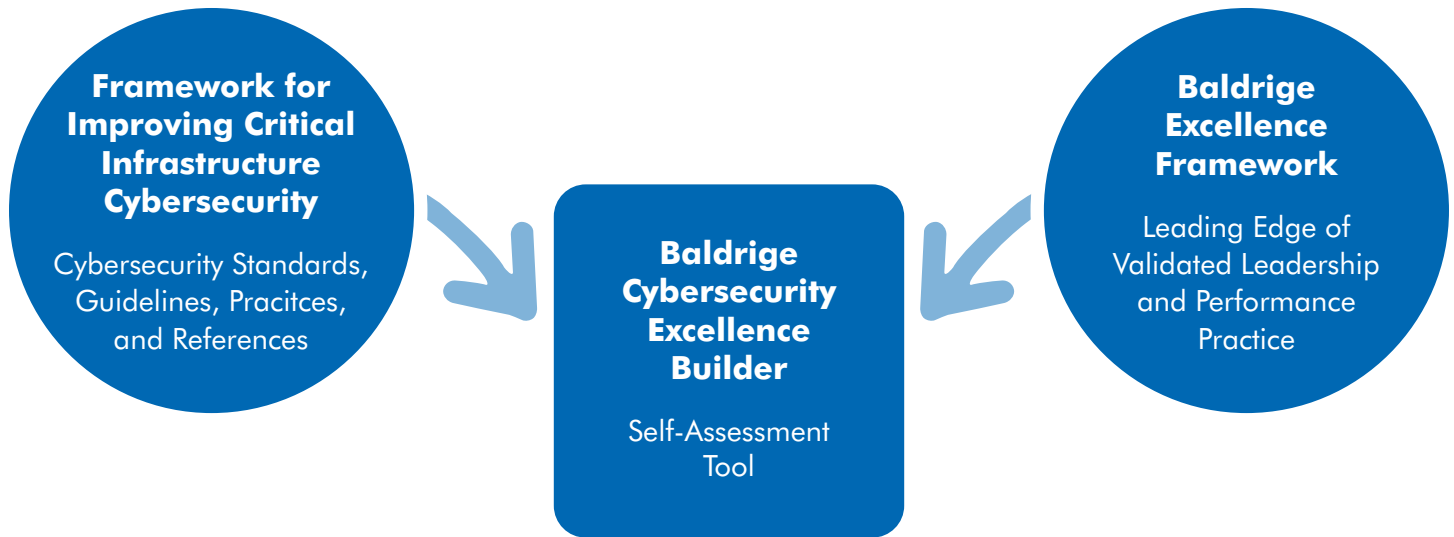 Framework for
Improving Critical
Infrastructure
Cybersecurity
Cybersecurity Standards,
Guidelines, Pracitces,
and References
Baldrige
Cybersecurity
Excellence
Builder
Self-Assessment
Tool
Baldrige
Excellence
Framework
Leading Edge of
Validated Leadership
and Performance
Practice